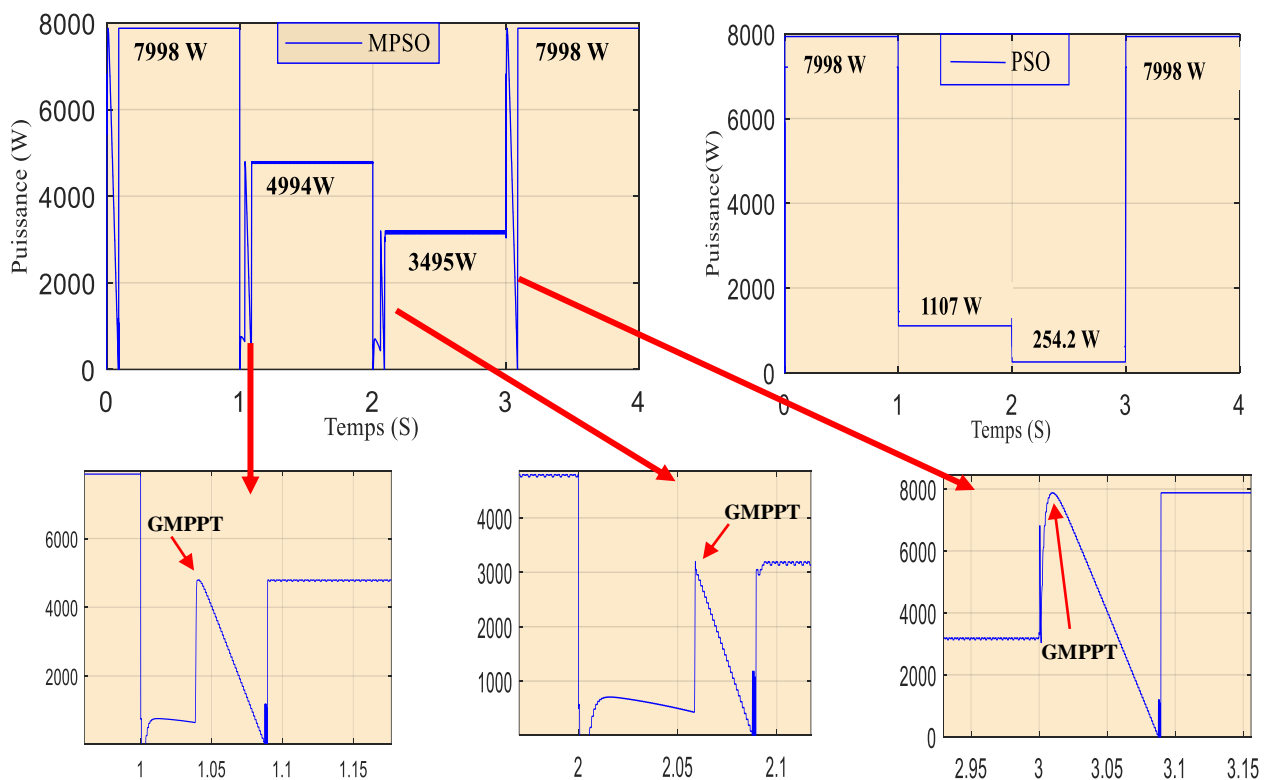 8000
6000
4000
2000
0
Puissance (W)
MPSO
7998 W
4994W
3495W
7998 W
0
1
2
3
4
Temps (S)
8000
6000
4000
2000
0
Puissance(W)
PSO
7998 W
1107 W
254.2 W
7998 W
0
1
2
3
4
Temps (S)
6000
4000
2000
GMPPT
1
1.05
1.1
1.15
4000
3000
2000
1000
GMPPT
2
2.05
2.1
8000
6000
4000
2000
0
GMPPT
2.95
3
3.05
3.1
3.15